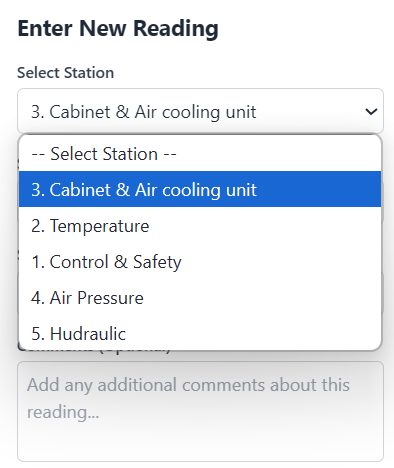 Enter New Reading
Select Station
3. Cabinet & Air cooling unit
-- Select Station --
3. Cabinet & Air cooling unit
2. Temperature
1. Control & Safety
4. Air Pressure
5. Hudraulic
Comments (Optional)
Add any additional comments about this
reading...